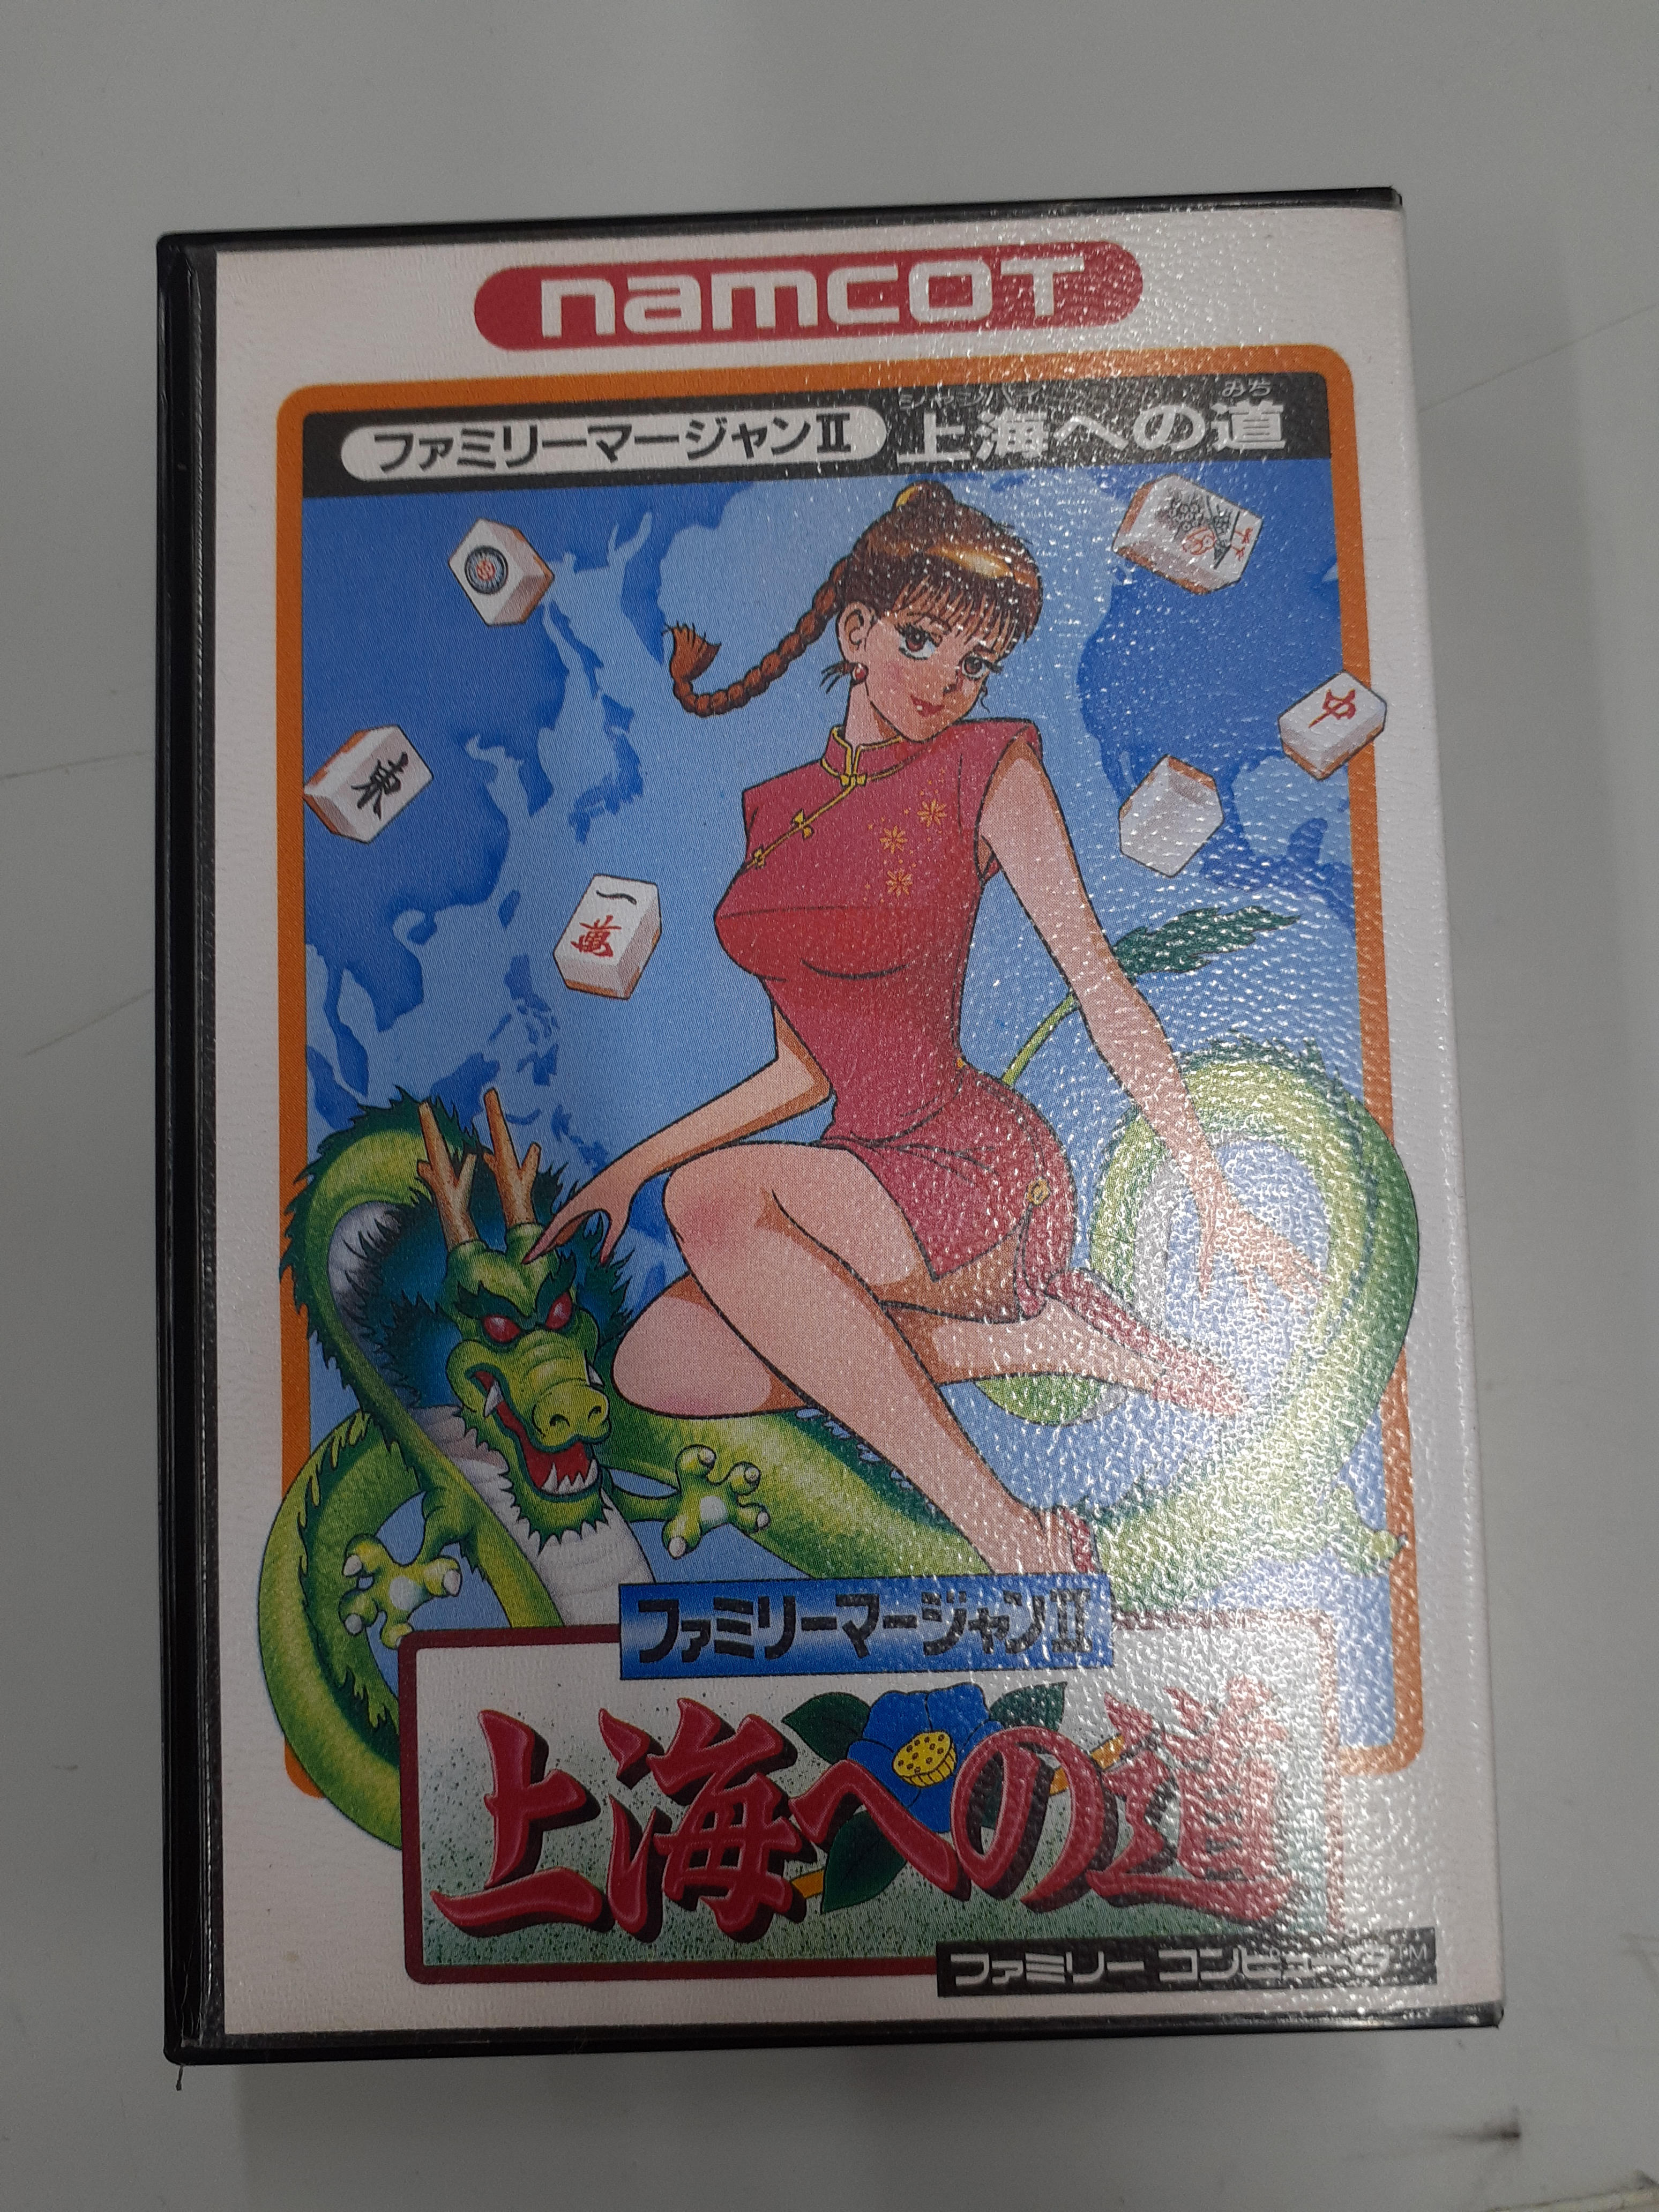 namcot
ファミリーマージャンⅡ 上海への道
シャンハイ みち
東
一
萬
中
ファミリーマージャンⅡ
上海への道
ファミリー コンピュータ™